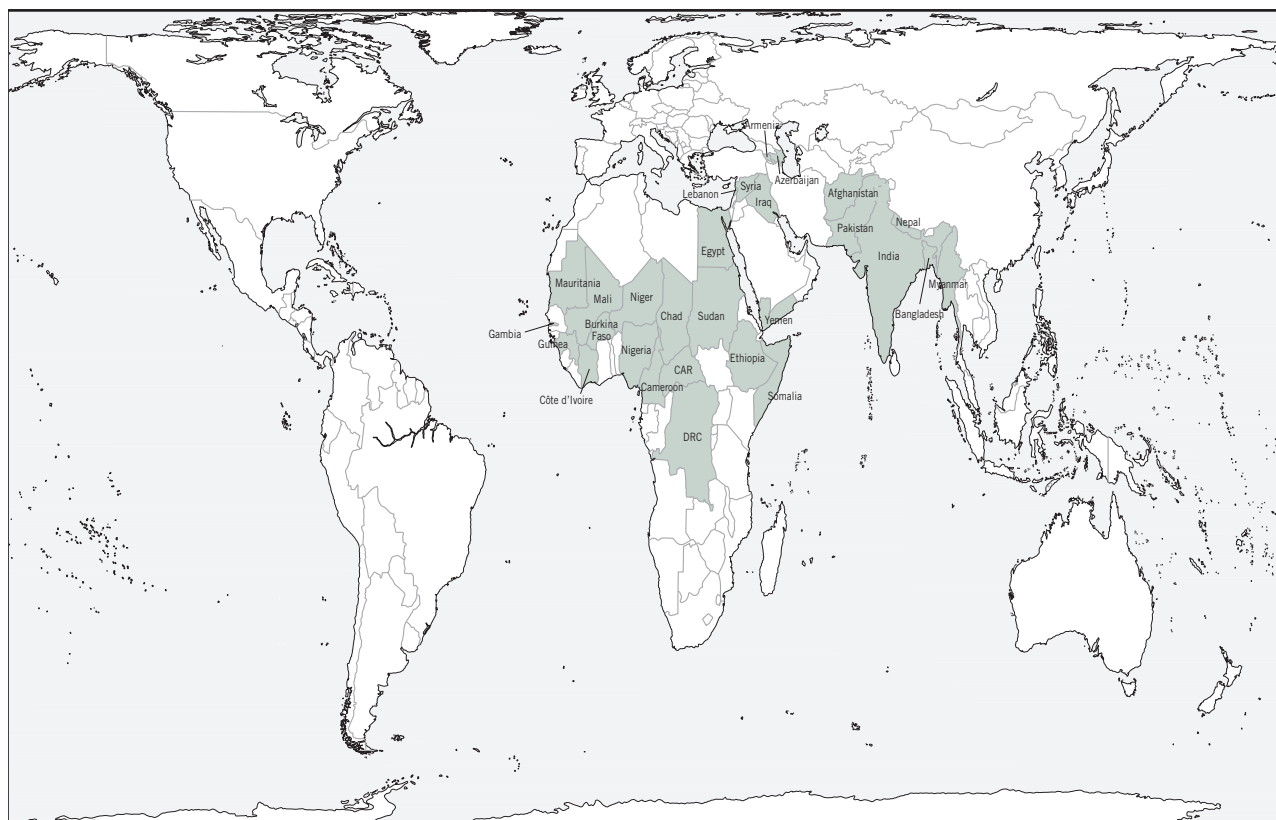 Armenia
Azerbaijan
Syria
Lebanon
Iraq
Afghanistan
Nepal
Pakistan
Egypt
India
Mauritania
Myanmar
Mali
Niger
Chad
Sudan
Bangladesh
Yemen
Gambia
Burkina
Faso
Guinea
Nigeria
Ethiopia
CAR
Cameroon
Somalia
Côte d'Ivoire
DRC